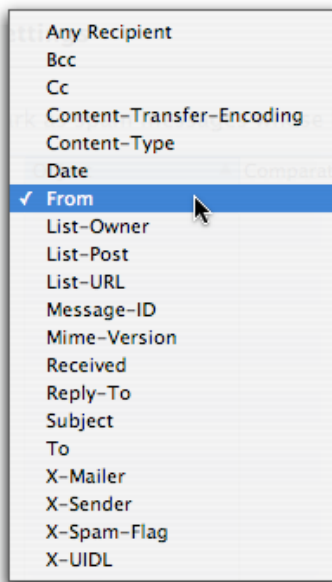 Any Recipient
Bcc
Cc
Content-Transfer-Encoding
Content-Type
Date
✓ From
List-Owner
List-Post
List-URL
Message-ID
Mime-Version
Received
Reply-To
Subject
To
X-Mailer
X-Sender
X-Spam-Flag
X-UIDL